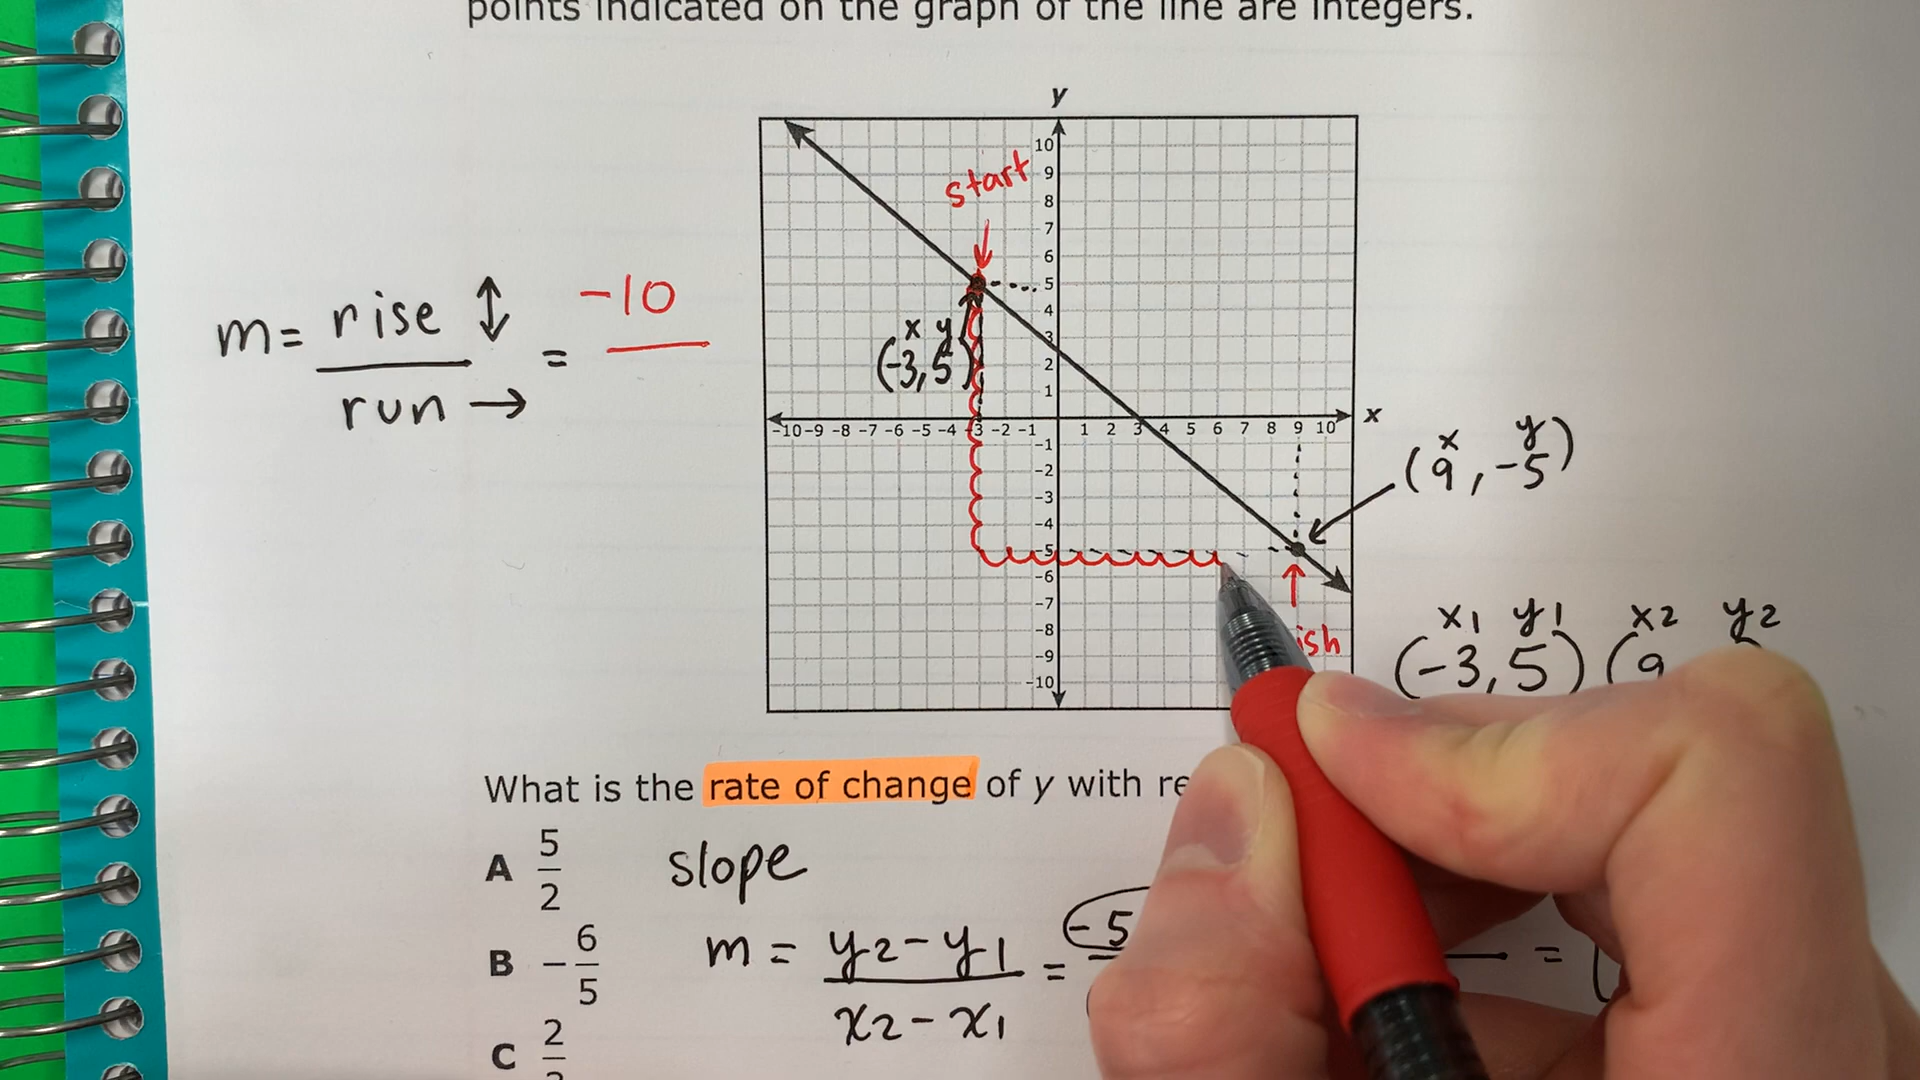 points indicated on the graph of the line are integers.
y
10
start
9
8
7
6
5
4
3
2
1
m = rise ↕ = -10
run →
x y
(-3, 5)
x
-10 -9 -8 -7 -6 -5 -4 -3 -2 -1 1 2 3 4 5 6 7 8 9 10
-1
-2
-3
-4
-5
-6
-7
-8
-9
-10
x y
(9, -5)
ish
x1 y1 x2 y2
(-3, 5) (9
What is the rate of change of y with re
A 5/2
slope
B -6/5
m = y2 - y1 = -5
x2 - x1
=
C 2